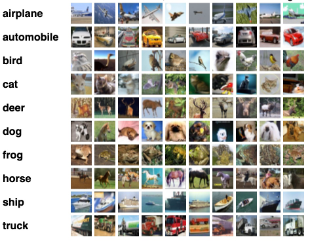 airplane
automobile
bird
cat
deer
dog
frog
horse
ship
truck